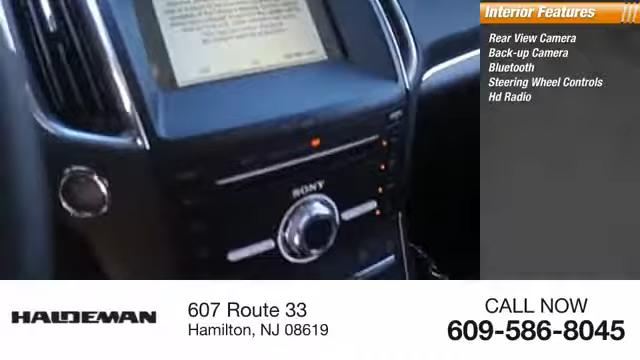 Interior Features
Rear View Camera
Back-up Camera
Bluetooth
Steering Wheel Controls
Hd Radio
SONY
HALDEMAN
607 Route 33
Hamilton, NJ 08619
CALL NOW
609-586-8045